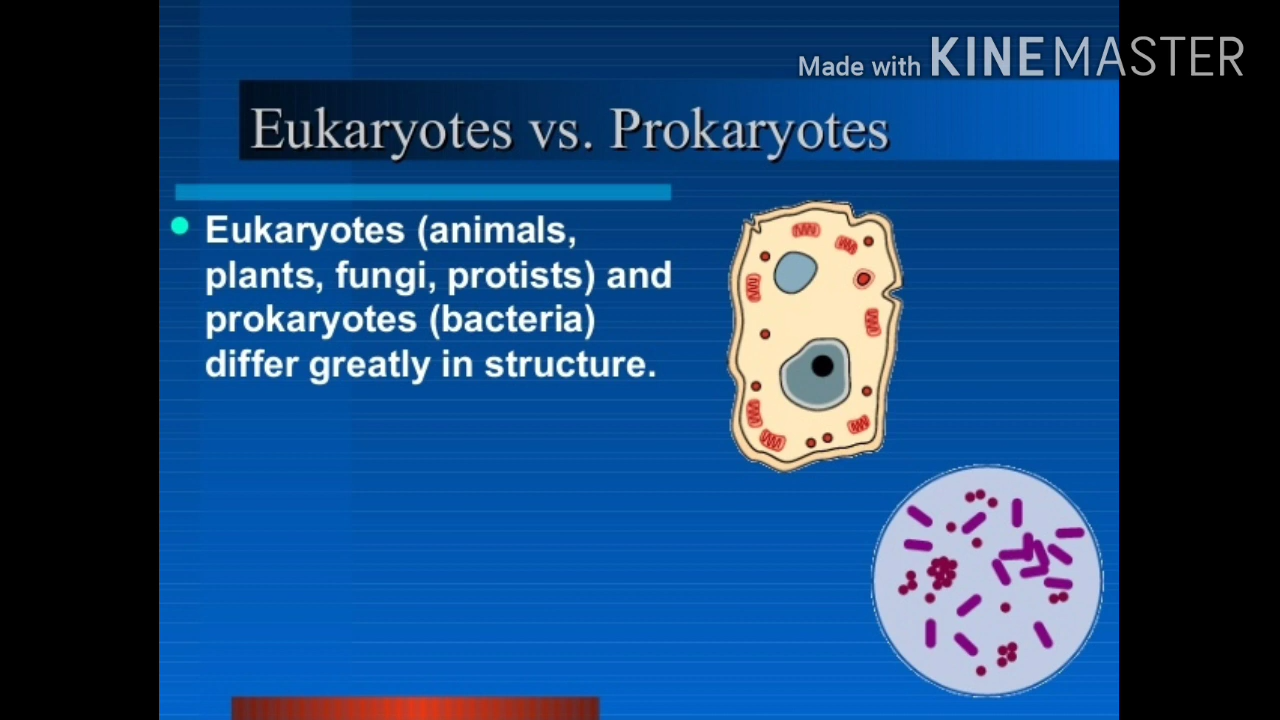 Made with KINEMASTER
Eukaryotes vs. Prokaryotes
Eukaryotes (animals,
plants, fungi, protists) and
prokaryotes (bacteria)
differ greatly in structure.